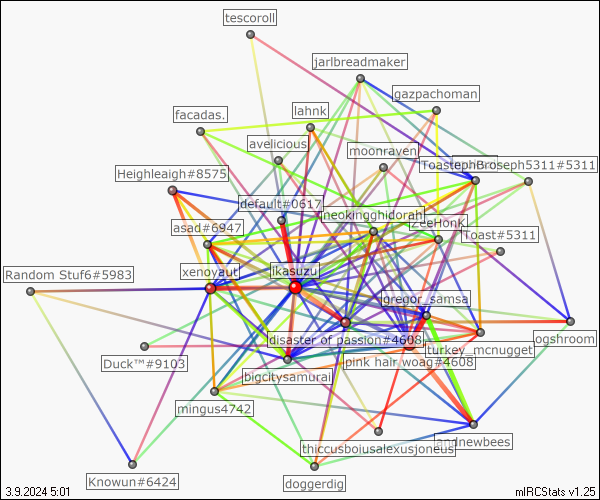 tescoroll
jarlbreadmaker
gazpachoman
facadas.
lahnk
avelicious
moonraven
ToastephBroseph5311#5311
Heighleaigh#8575
default#0617
neokingghidorah
ZeeHonk
asad#6947
Toast#5311
xenoyaut
likasuzu
Random Stuf6#5983
gregor_samsa
disaster of passion#4608
turkey_mcnugget
ogshroom
Duck™#9103
pink hair woag#4608
bigcitysamurai
mingus4742
andnewbees
thiccusboiusalexusjoneus
Knowun#6424
doggerdig
3.9.2024 5:01
mIRCStats v1.25